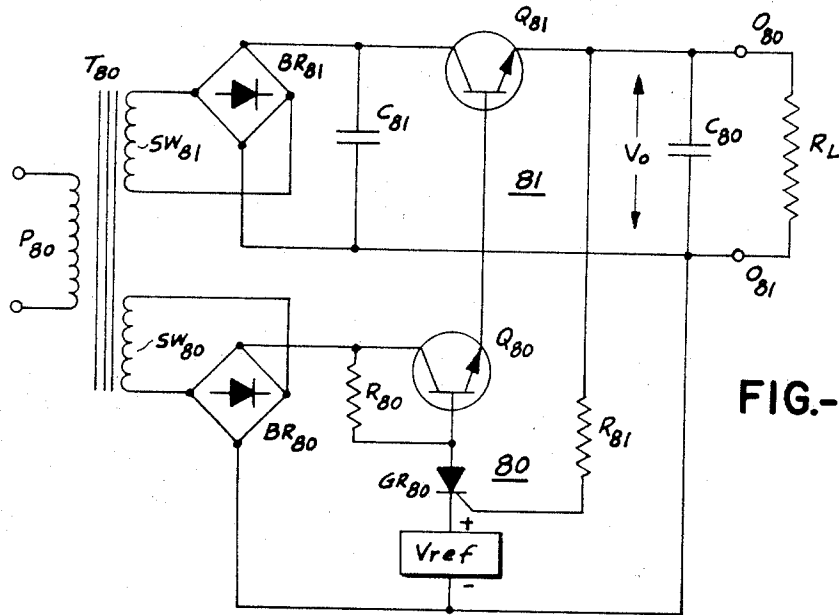 Q81
O80
T80
BR81
SW81
C81
81
Vo
C80
RL
P80
O81
SW80
Q80
R80
BR80
R81
FIG.-
GR80
80
+
Vref
-